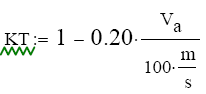 KT := 1 − 0.20 · V_a / (100 · m/s)